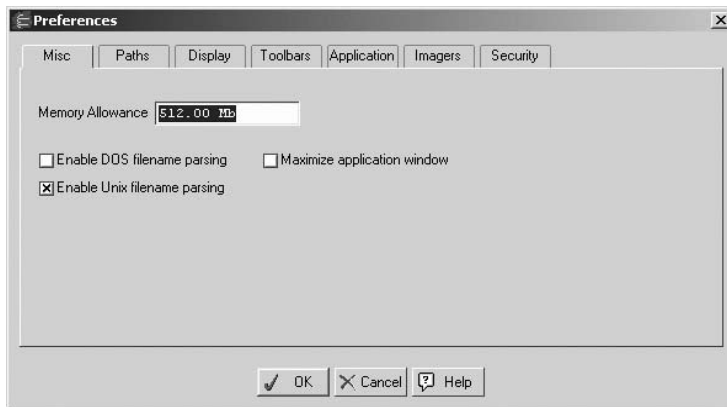 Preferences
Misc Paths Display Toolbars Application Imagers Security
Memory Allowance 512.00 Mb
Enable DOS filename parsing Maximize application window
Enable Unix filename parsing
OK Cancel Help